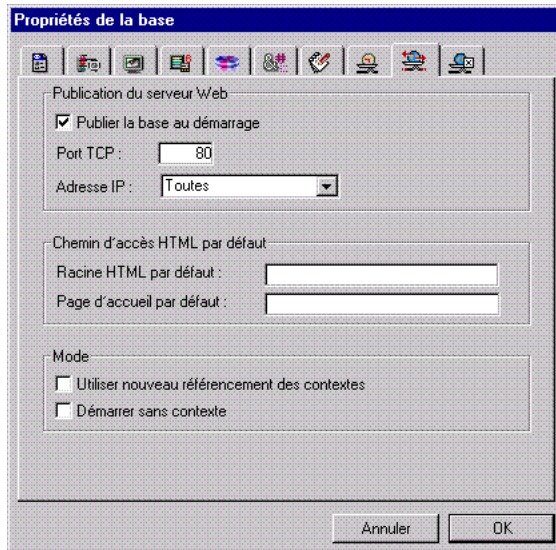 Propriétés de la base
Publication du serveur Web
Publier la base au démarrage
Port TCP : 80
Adresse IP : Toutes
Chemin d'accès HTML par défaut
Racine HTML par défaut :
Page d'accueil par défaut :
Mode
Utiliser nouveau référencement des contextes
Démarrer sans contexte
Annuler OK